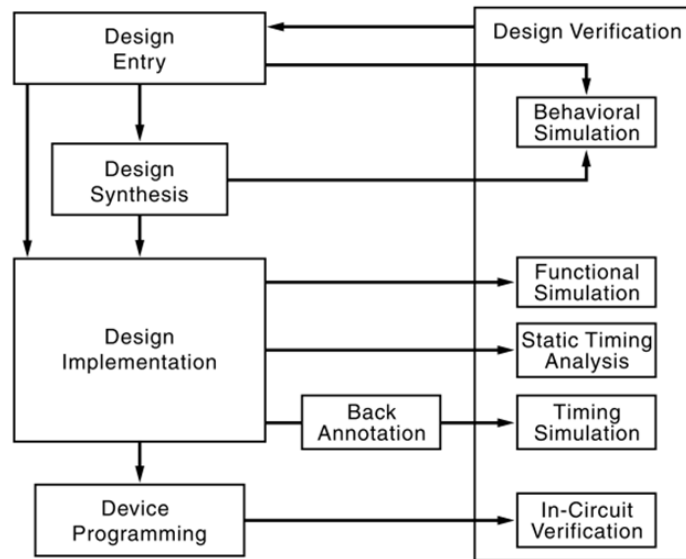 Design
Entry
Design Verification
Behavioral
Simulation
Design
Synthesis
Design
Implementation
Functional
Simulation
Static Timing
Analysis
Back
Annotation
Timing
Simulation
Device
Programming
In-Circuit
Verification